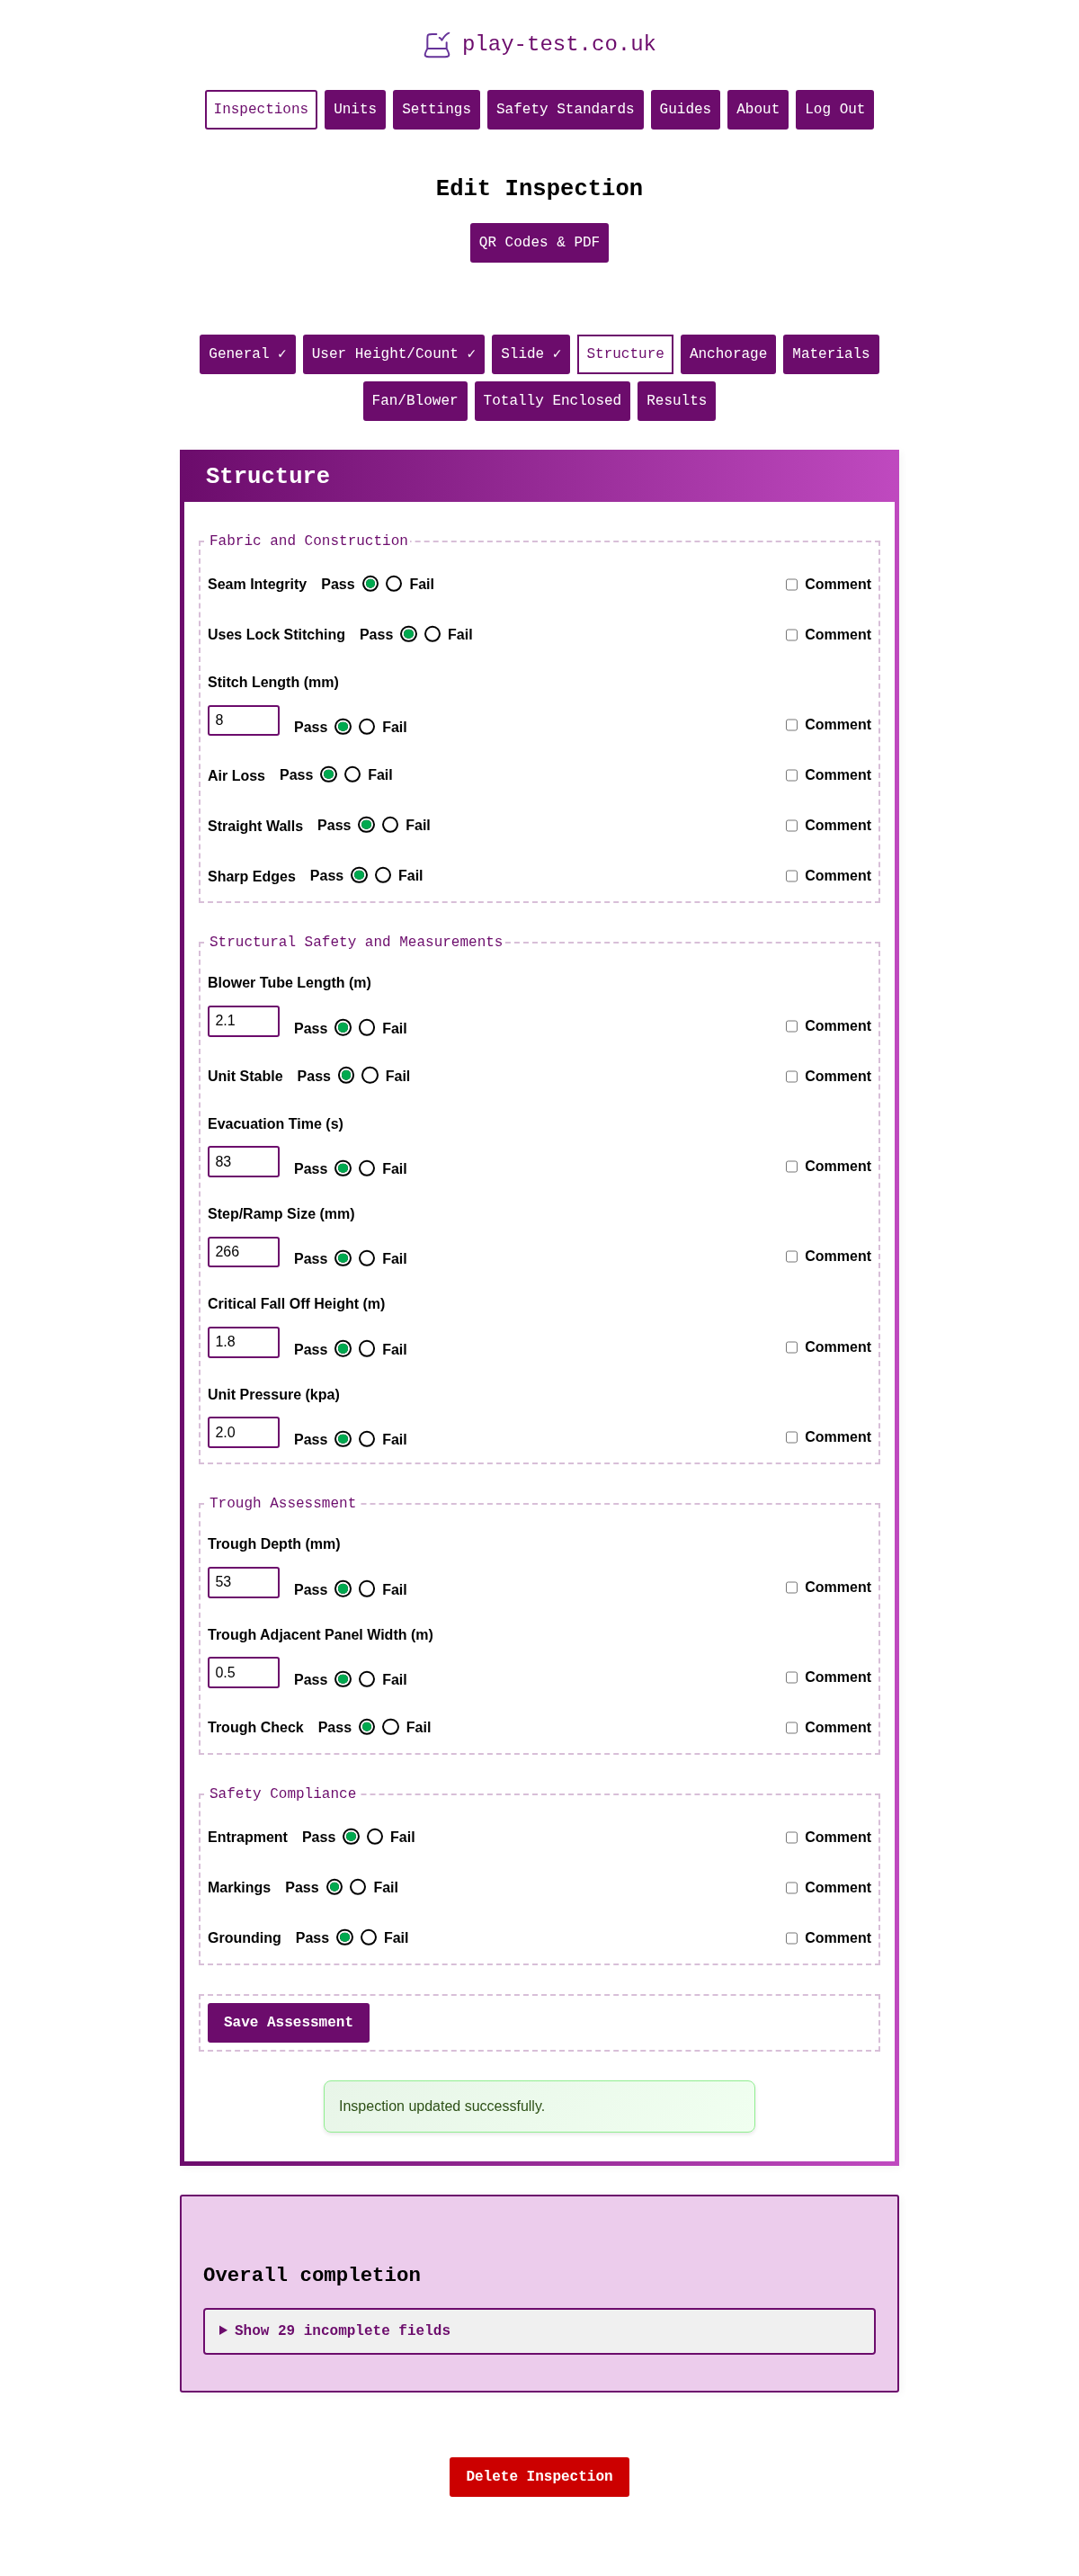 play-test.co.uk
Inspections Units Settings Safety Standards Guides About Log Out
Edit Inspection
QR Codes & PDF
General ✓ User Height/Count ✓ Slide ✓ Structure Anchorage Materials
Fan/Blower Totally Enclosed Results
Structure
Fabric and Construction
Seam Integrity Pass Fail Comment
Uses Lock Stitching Pass Fail Comment
Stitch Length (mm)
8 Pass Fail Comment
Air Loss Pass Fail Comment
Straight Walls Pass Fail Comment
Sharp Edges Pass Fail Comment
Structural Safety and Measurements
Blower Tube Length (m)
2.1 Pass Fail Comment
Unit Stable Pass Fail Comment
Evacuation Time (s)
83 Pass Fail Comment
Step/Ramp Size (mm)
266 Pass Fail Comment
Critical Fall Off Height (m)
1.8 Pass Fail Comment
Unit Pressure (kpa)
2.0 Pass Fail Comment
Trough Assessment
Trough Depth (mm)
53 Pass Fail Comment
Trough Adjacent Panel Width (m)
0.5 Pass Fail Comment
Trough Check Pass Fail Comment
Safety Compliance
Entrapment Pass Fail Comment
Markings Pass Fail Comment
Grounding Pass Fail Comment
Save Assessment
Inspection updated successfully.
Overall completion
Show 29 incomplete fields
Delete Inspection